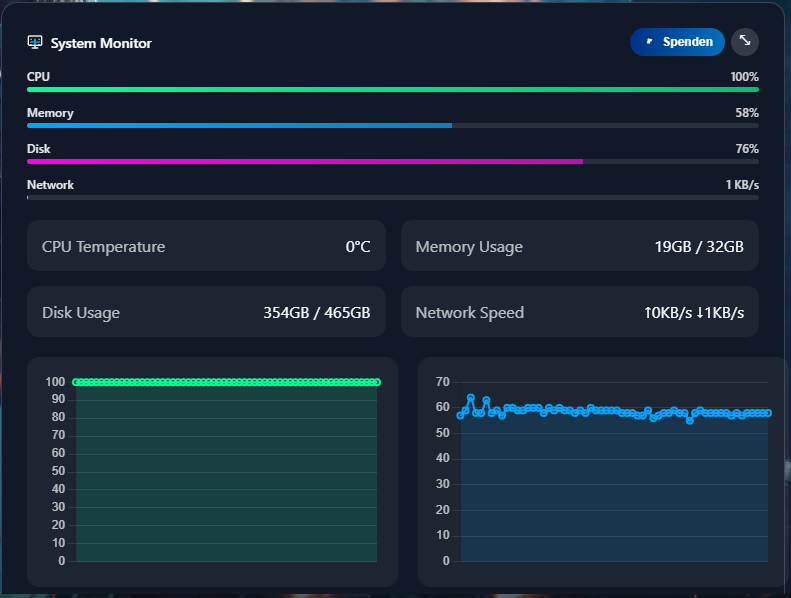 System Monitor
Spenden
CPU 100%
Memory 58%
Disk 76%
Network 1 KB/s
CPU Temperature 0°C
Memory Usage 19GB / 32GB
Disk Usage 354GB / 465GB
Network Speed ↑0KB/s ↓1KB/s
100
90
80
70
60
50
40
30
20
10
0
70
60
50
40
30
20
10
0